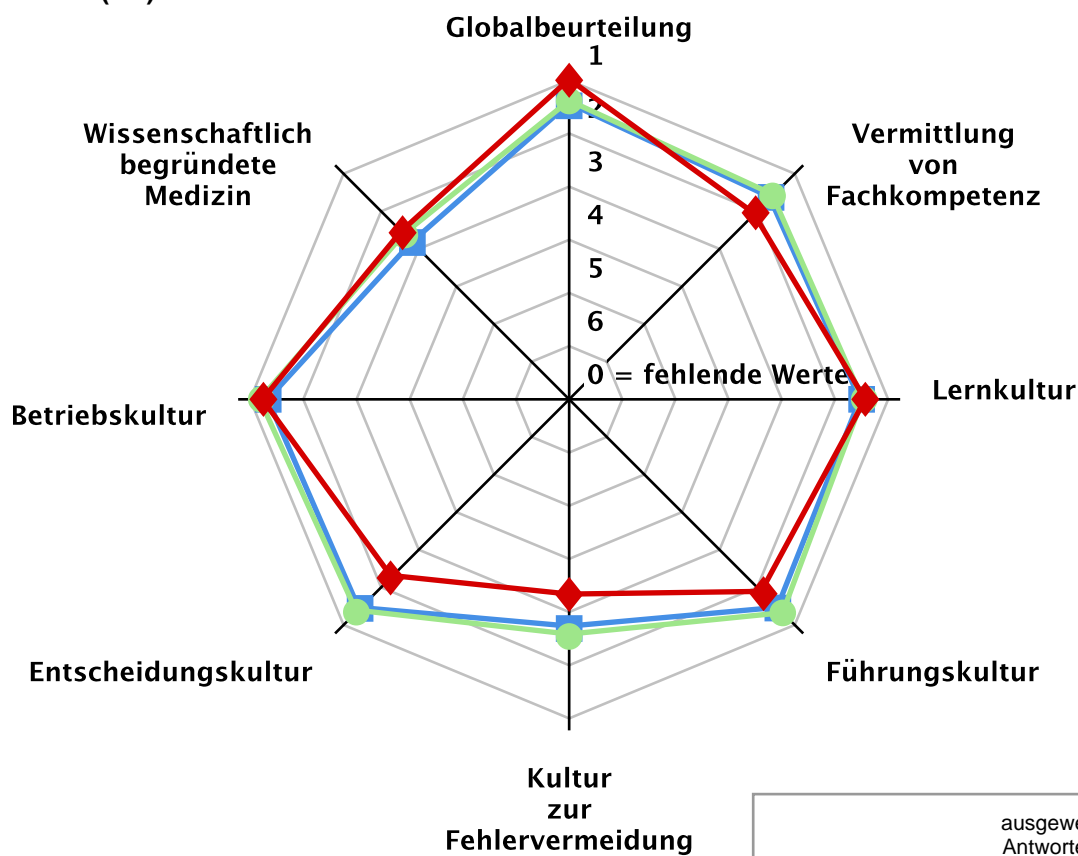 Globalbeurteilung
1
Wissenschaftlich
begründete
Medizin
Vermittlung
von
Fachkompetenz
2
3
4
5
6
0 = fehlende Werte
Lernkultur
Betriebskultur
Entscheidungskultur
Führungskultur
Kultur
zur
Fehlervermeidung